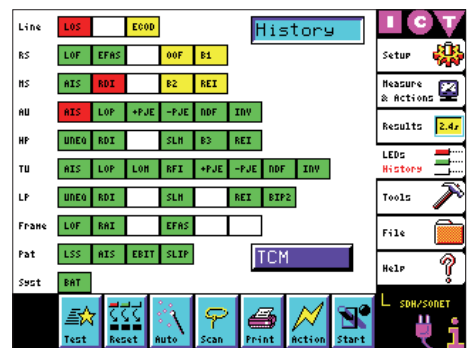 Line LOS ECOD History
RS LOF EFAS OOF B1
MS AIS RDI B2 REI
AU AIS LOP +PJE -PJE NDF INV
HP UNEQ RDI SLM B3 REI
TU AIS LOP LOM RFI +PJE -PJE NDF INV
LP UNEQ RDI SLM REI BIP2
Frame LOF RAI EFAS
Pat LSS AIS EBIT SLIP TCM
Syst BAT
Test Reset Auto Scan Print Action Start
ICT
Setup
Measure
& Actions
Results 2.4r
LEDs
History
Tools
File
Help
SDH/SONET